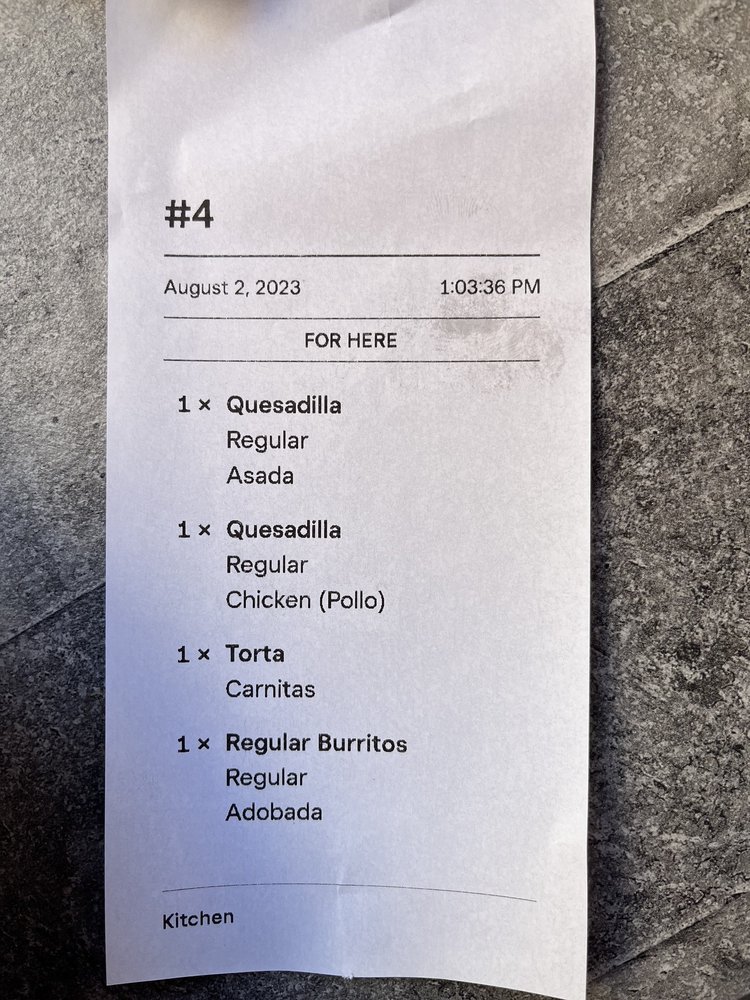 #4
August 2, 2023 1:03:36 PM
FOR HERE
1 × Quesadilla
Regular
Asada
1 × Quesadilla
Regular
Chicken (Pollo)
1 × Torta
Carnitas
1 × Regular Burritos
Regular
Adobada
Kitchen